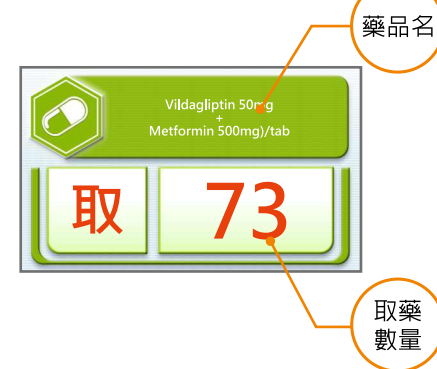 藥品名
Vildagliptin 50mg
+
Metformin 500mg)/tab
取
73
取藥
數量